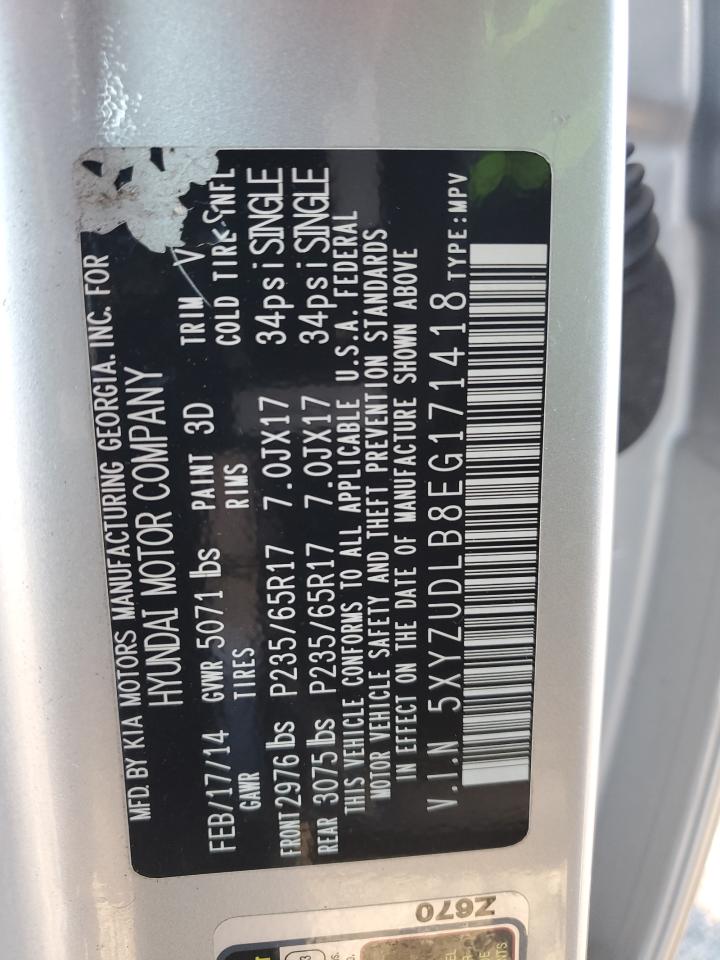 MFD. BY KIA MOTORS MANUFACTURING GEORGIA. INC. FOR
HYUNDAI MOTOR COMPANY
FEB/17/14 GVWR 5071 lbs PAINT 3D TRIM V
GAWR TIRES RIMS COLD TIRE INFL
FRONT 2976 lbs P235/65R17 7.0JX17 34psi SINGLE
REAR 3075 lbs P235/65R17 7.0JX17 34psi SINGLE
THIS VEHICLE CONFORMS TO ALL APPLICABLE U.S.A. FEDERAL
MOTOR VEHICLE SAFETY AND THEFT PREVENTION STANDARDS
IN EFFECT ON THE DATE OF MANUFACTURE SHOWN ABOVE
V.I.N 5XYZUDLB8EG171418 TYPE:MPV
Z670